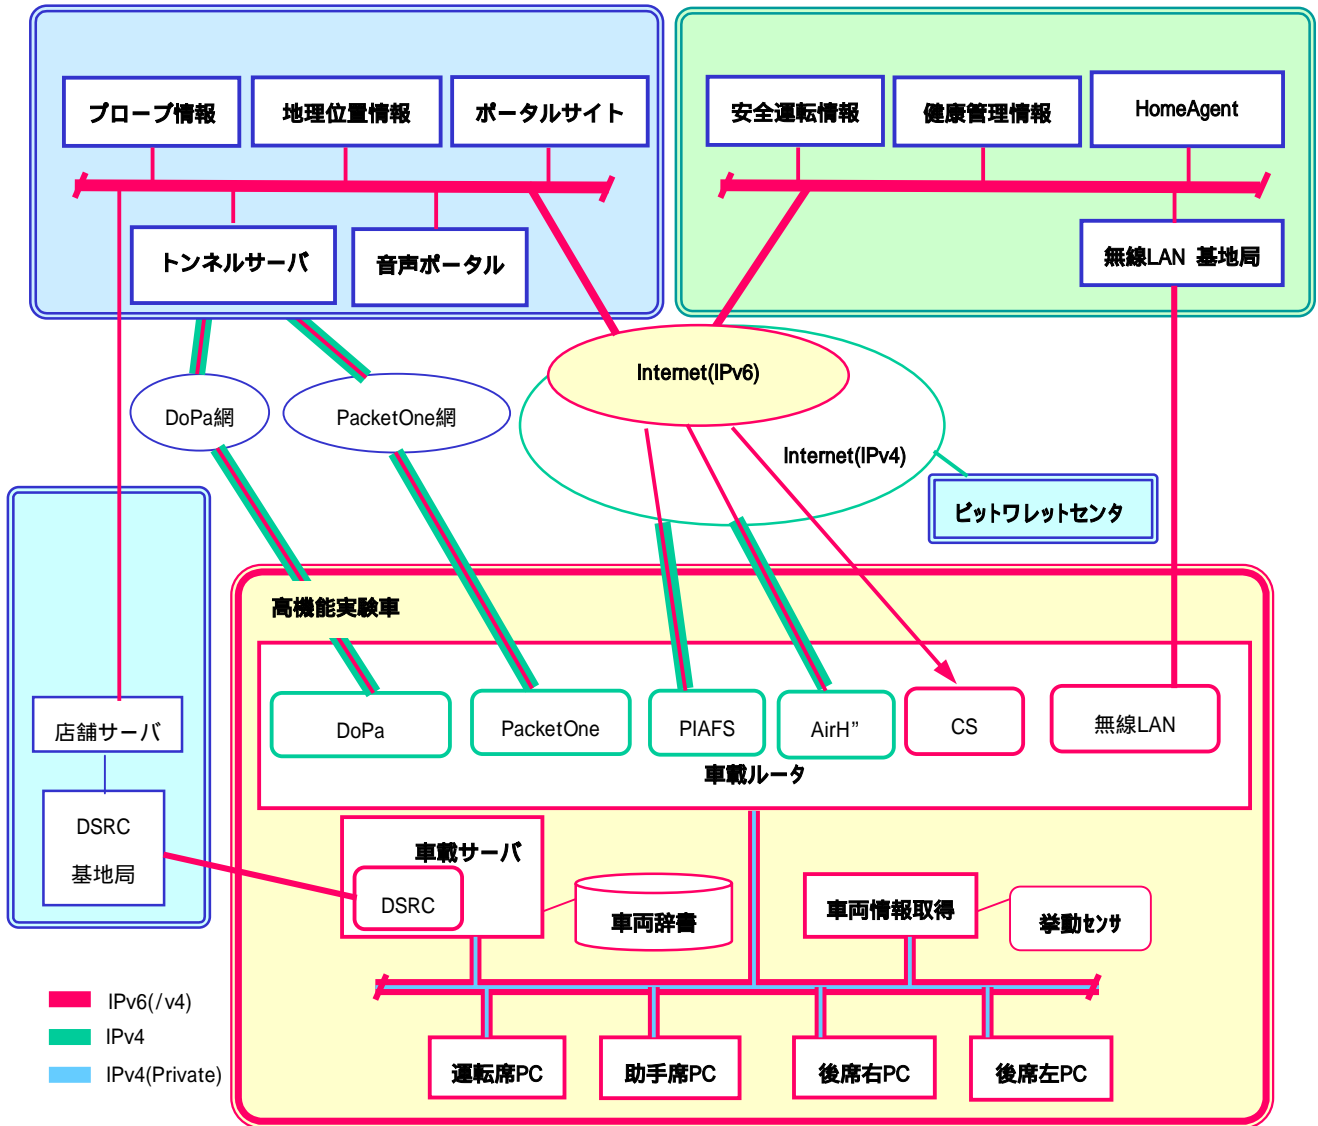 プローブ情報
地理位置情報
ポータルサイト
安全運転情報
健康管理情報
HomeAgent
トンネルサーバ
音声ポータル
無線LAN 基地局
Internet(IPv6)
DoPa網
PacketOne網
Internet(IPv4)
ビットワレットセンタ
高機能実験車
DoPa
PacketOne
PIAFS
AirH”
CS
無線LAN
車載ルータ
店舗サーバ
DSRC
基地局
車載サーバ
DSRC
車両辞書
車両情報取得
挙動センサ
IPv6(/v4)
IPv4
IPv4(Private)
運転席PC
助手席PC
後席右PC
後席左PC